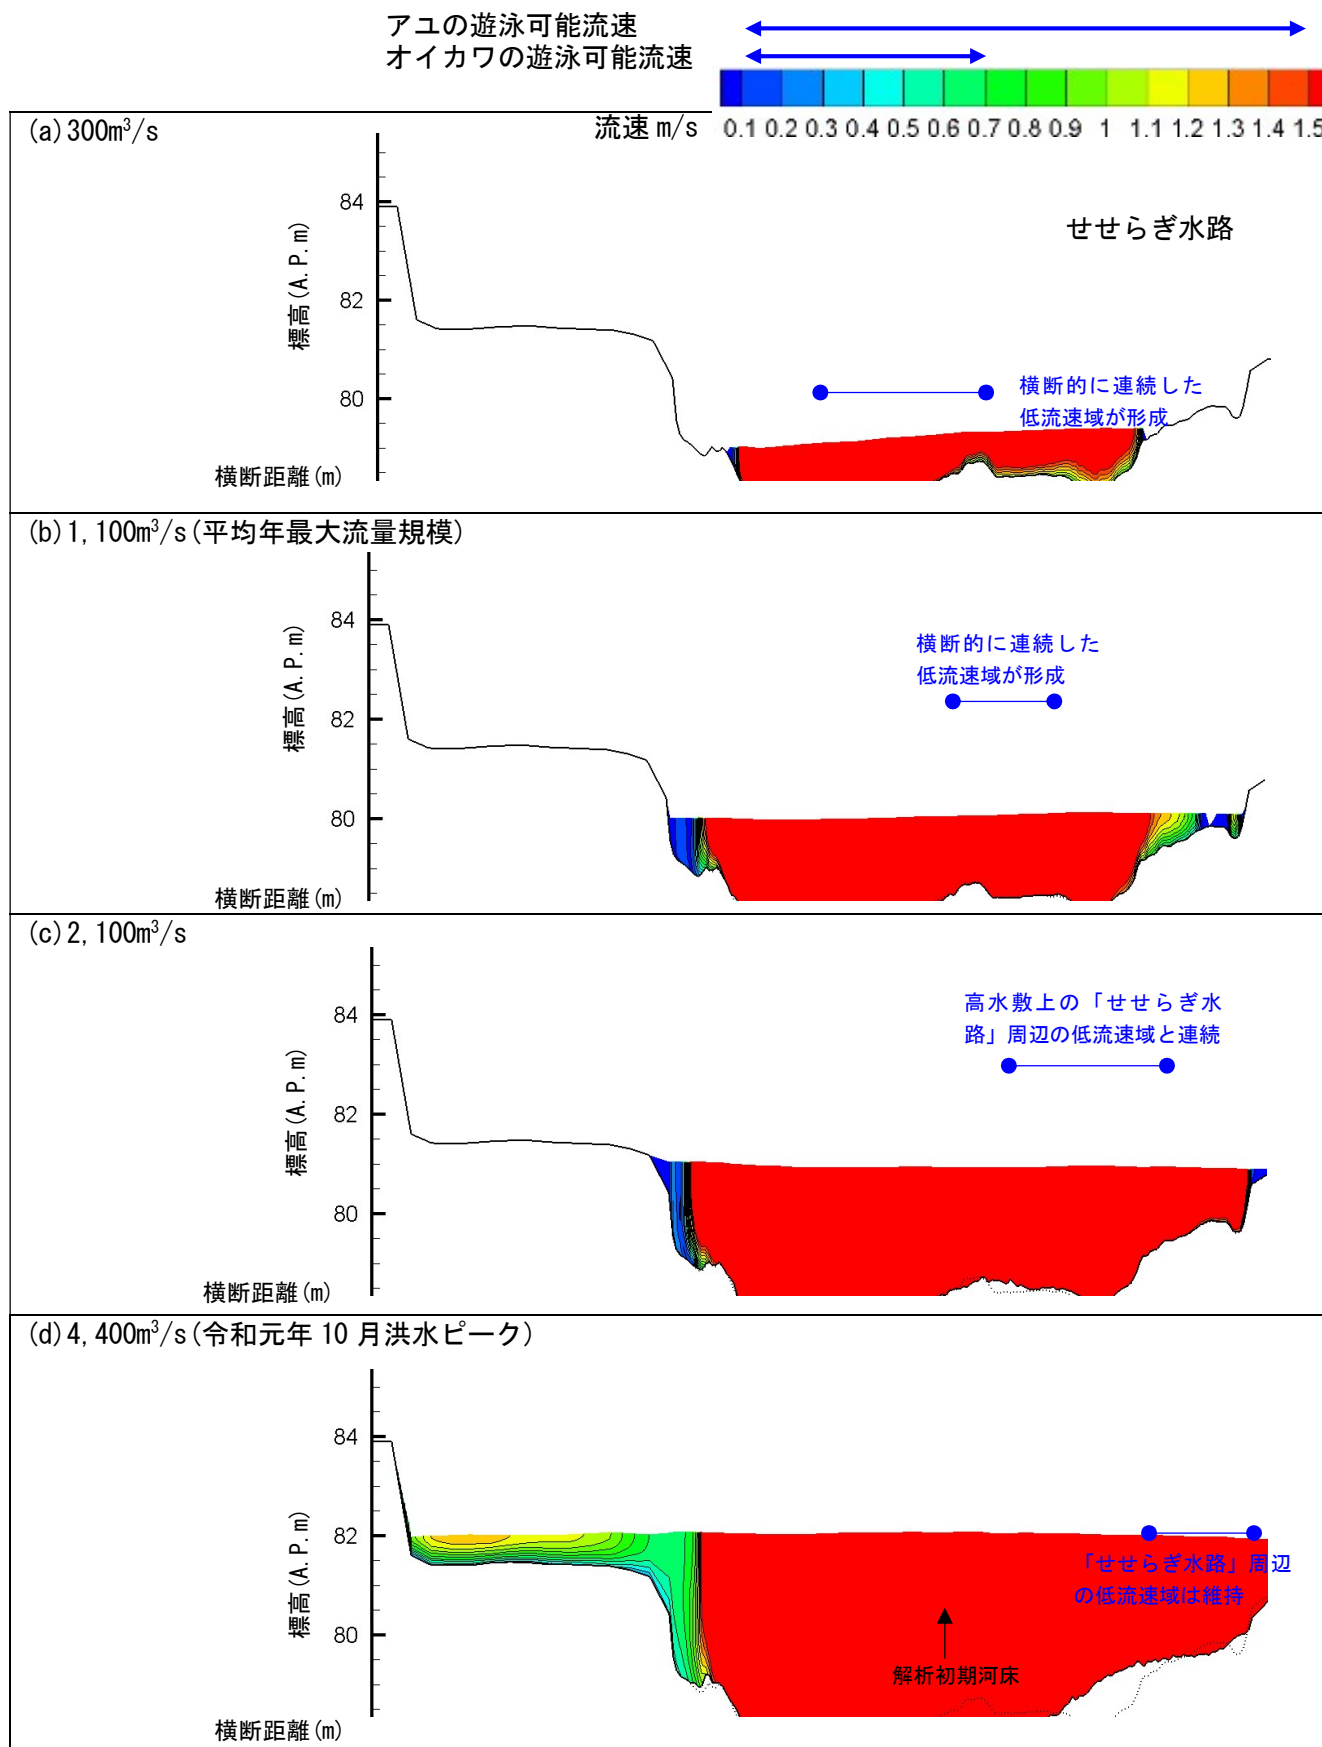 アユの遊泳可能流速
オイカワの遊泳可能流速
(a)300m³/s
流速 m/s
0.1 0.2 0.3 0.4 0.5 0.6 0.7 0.8 0.9 1 1.1 1.2 1.3 1.4 1.5
せせらぎ水路
84
82
80
標高(A.P.m)
横断的に連続した
低流速域が形成
横断距離(m)
(b)1,100m³/s(平均年最大流量規模)
84
82
80
標高(A.P.m)
横断的に連続した
低流速域が形成
横断距離(m)
(c)2,100m³/s
84
82
80
標高(A.P.m)
高水敷上の「せせらぎ水
路」周辺の低流速域と連続
横断距離(m)
(d)4,400m³/s(令和元年 10 月洪水ピーク)
84
82
80
標高(A.P.m)
「せせらぎ水路」周辺
の低流速域は維持
解析初期河床
横断距離(m)